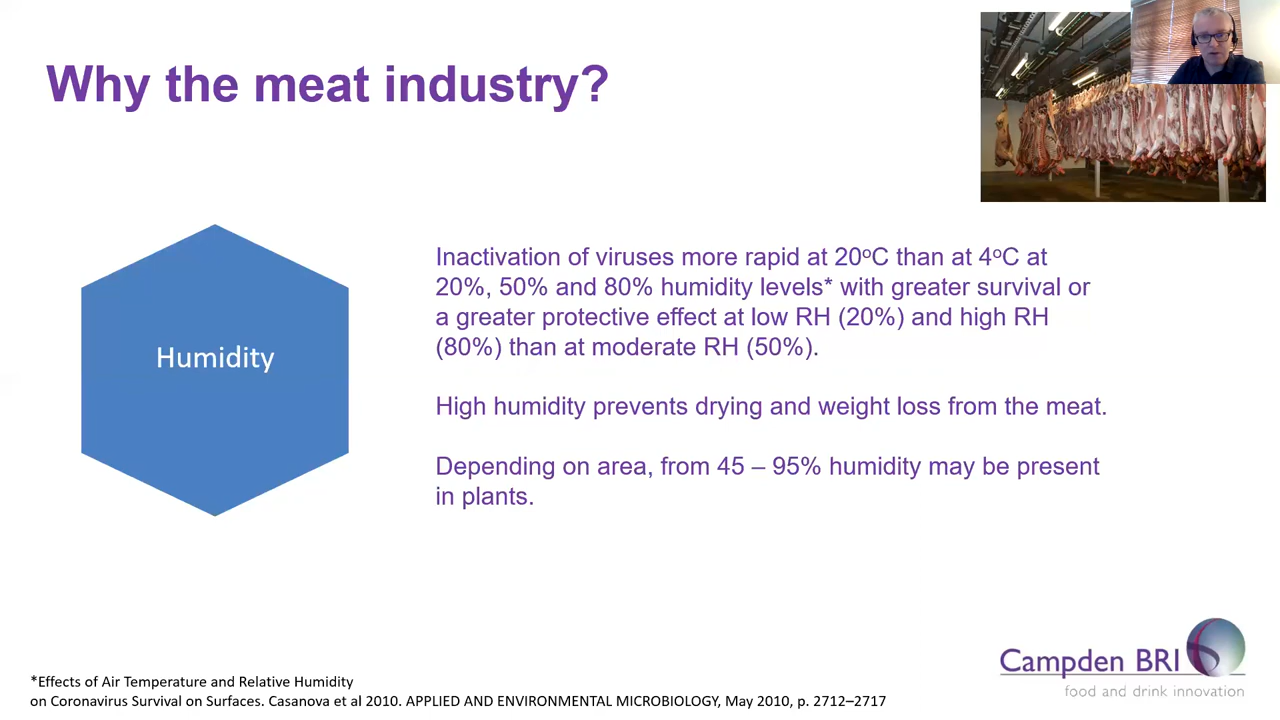 Why the meat industry?
Humidity
Inactivation of viruses more rapid at 20ºC than at 4ºC at
20%, 50% and 80% humidity levels* with greater survival or
a greater protective effect at low RH (20%) and high RH
(80%) than at moderate RH (50%).
High humidity prevents drying and weight loss from the meat.
Depending on area, from 45 – 95% humidity may be present
in plants.
*Effects of Air Temperature and Relative Humidity
on Coronavirus Survival on Surfaces. Casanova et al 2010. APPLIED AND ENVIRONMENTAL MICROBIOLOGY, May 2010, p. 2712–2717
Campden BRI
food and drink innovation